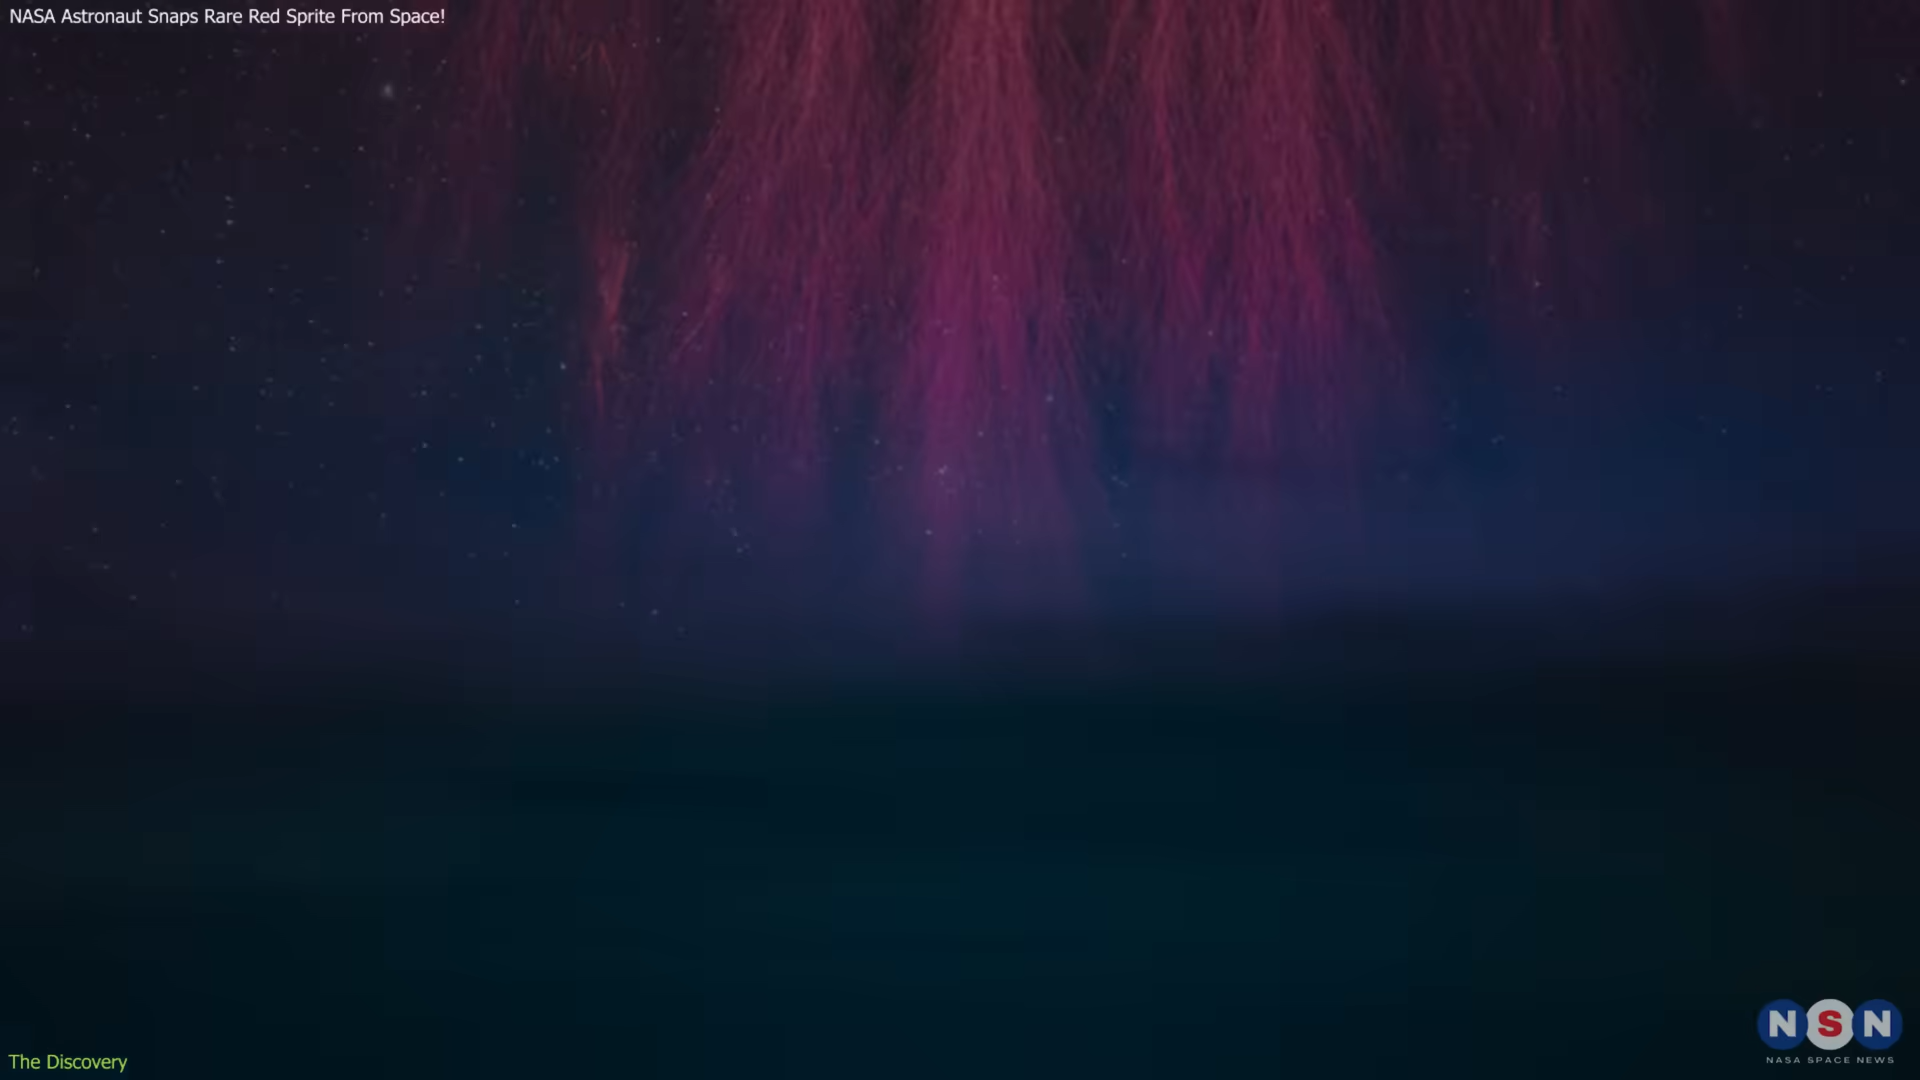 NASA Astronaut Snaps Rare Red Sprite From Space!
The Discovery
NSN
NASA SPACE NEWS